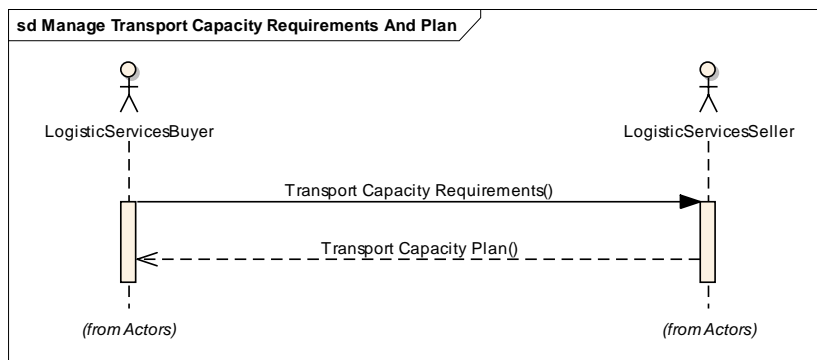 sd Manage Transport Capacity Requirements And Plan
LogisticServicesBuyer
LogisticServicesSeller
Transport Capacity Requirements()
Transport Capacity Plan()
(from Actors)
(from Actors)